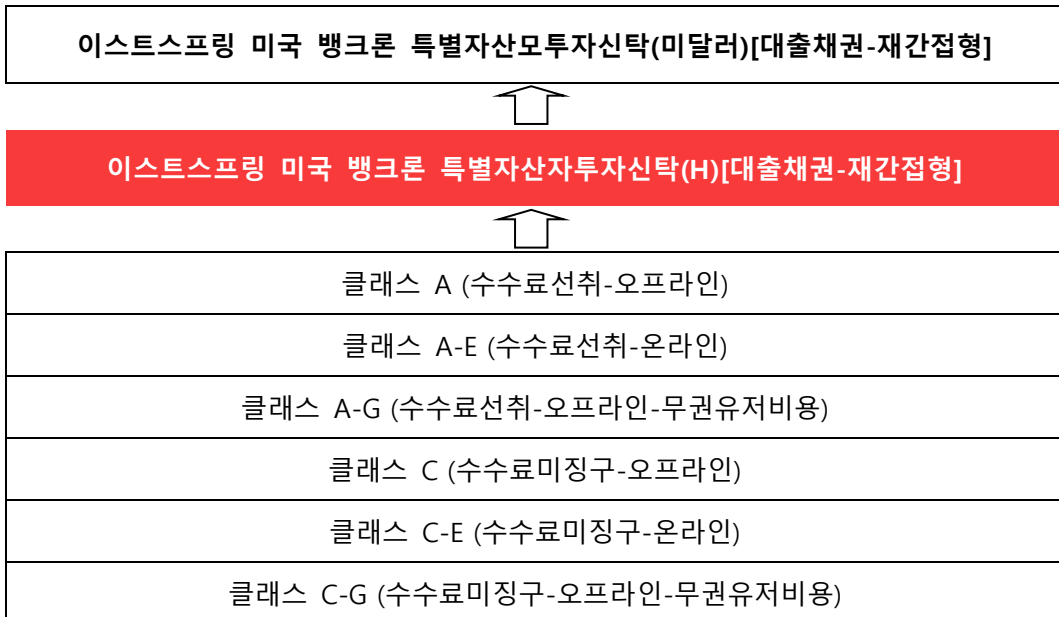 이스트스프링 미국 뱅크론 특별자산모투자신탁(미달러)[대출채권-재간접형]
이스트스프링 미국 뱅크론 특별자산자투자신탁(H)[대출채권-재간접형]
클래스 A (수수료선취-오프라인)
클래스 A-E (수수료선취-온라인)
클래스 A-G (수수료선취-오프라인-무권유저비용)
클래스 C (수수료미징구-오프라인)
클래스 C-E (수수료미징구-온라인)
클래스 C-G (수수료미징구-오프라인-무권유저비용)